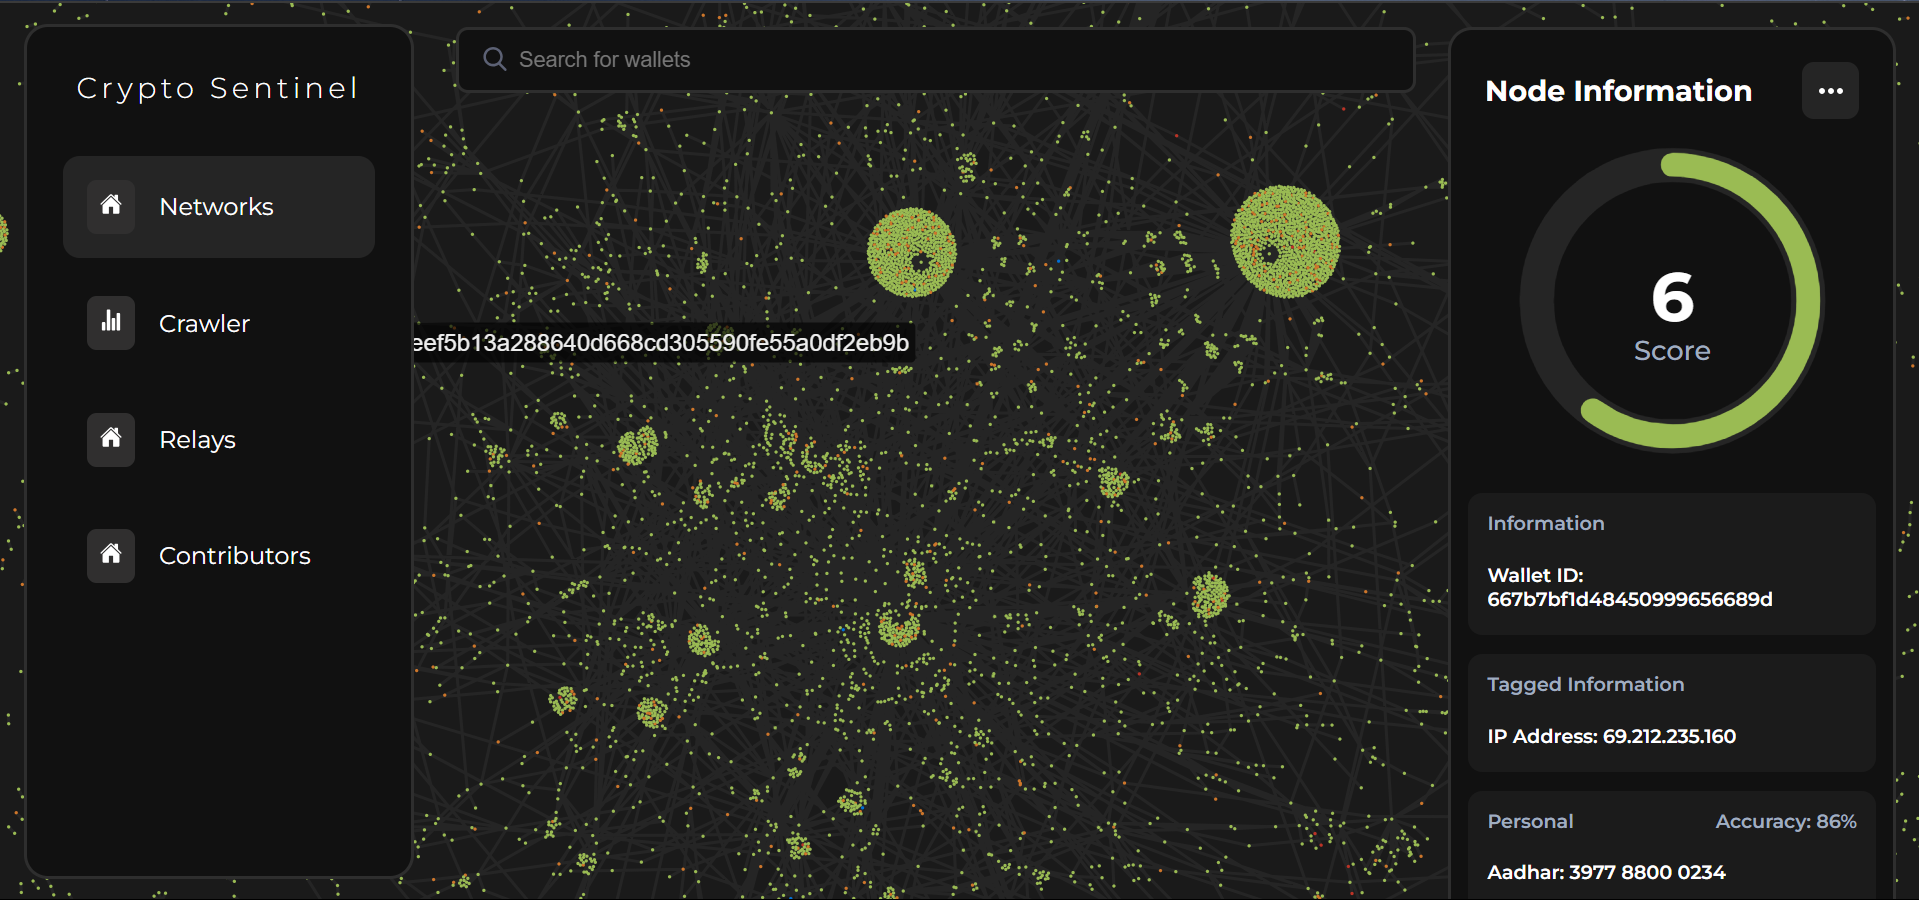 Crypto Sentinel
Networks
Crawler
Relays
Contributors
Search for wallets
eef5b13a288640d668cd305590fe55a0df2eb9b
Node Information
6
Score
Information
Wallet ID:
667b7bf1d48450999656689d
Tagged Information
IP Address: 69.212.235.160
Personal Accuracy: 86%
Aadhar: 3977 8800 0234